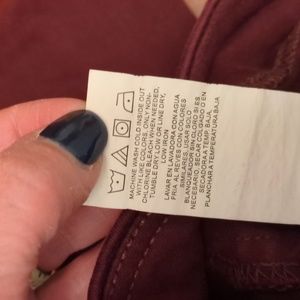 MACHINE WASH COLD INSIDE OUT
WITH LIKE COLORS, ONLY NON-
CHLORINE BLEACH WHEN NEEDED,
TUMBLE DRY LOW OR LINE DRY,
LOW IRON
LAVAR EN LAVADORA CON AGUA
FRIA AL REVES CON COLORES
SIMILARES, USAR SOLO
BLANQUEADOR SIN CLORO SI ES
NECESARIO, SECAR COLGADO O EN
SECADORA A TEMP. BAJA,
PLANCHAR A TEMPERATURA BAJA